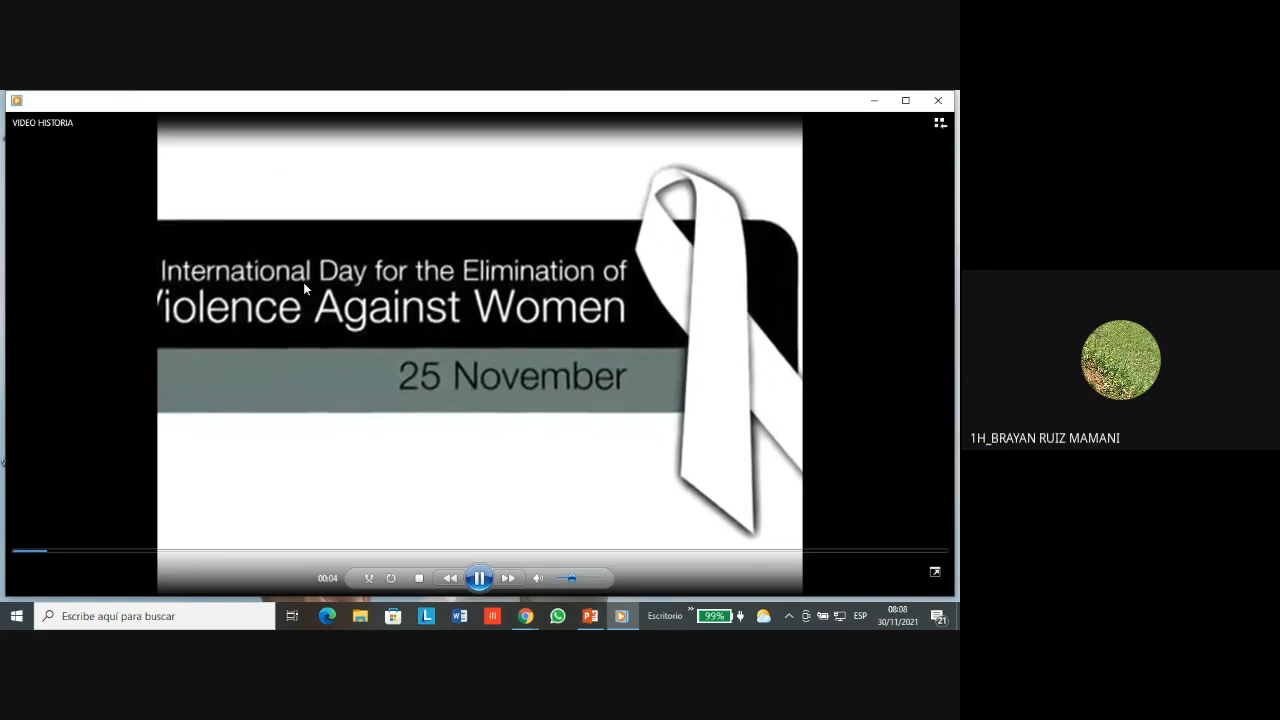 VIDEO HISTORIA
International Day for the Elimination of
Violence Against Women
25 November
00:04
1H_BRAYAN RUIZ MAMANI
Escribe aquí para buscar
L
W
Escritorio
»
99%
ESP
08:08
30/11/2021
21